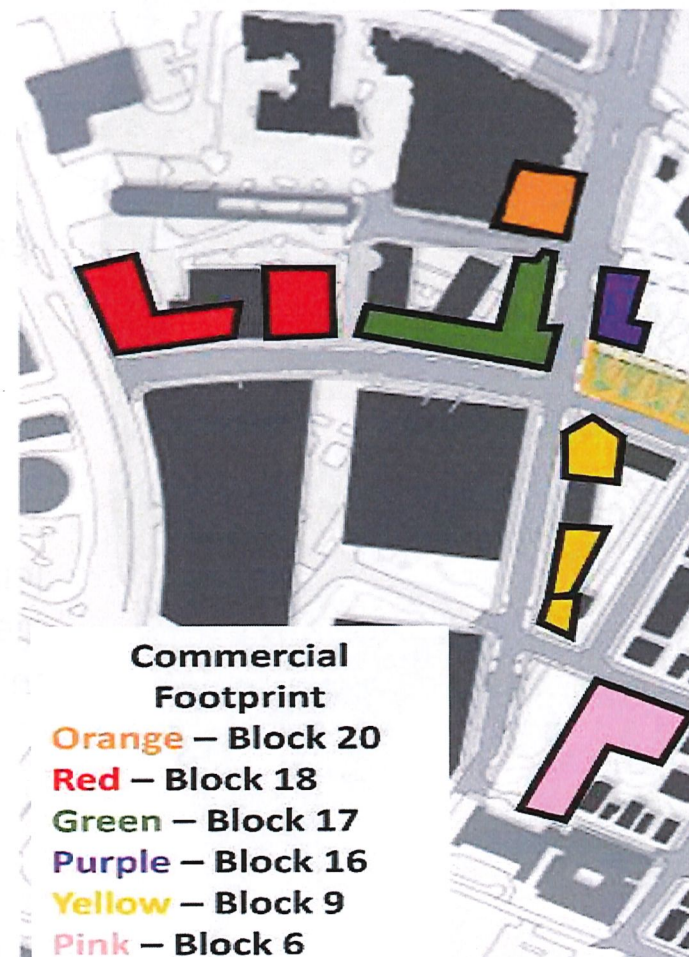 Commercial
Footprint
Orange – Block 20
Red – Block 18
Green – Block 17
Purple – Block 16
Yellow – Block 9
Pink – Block 6